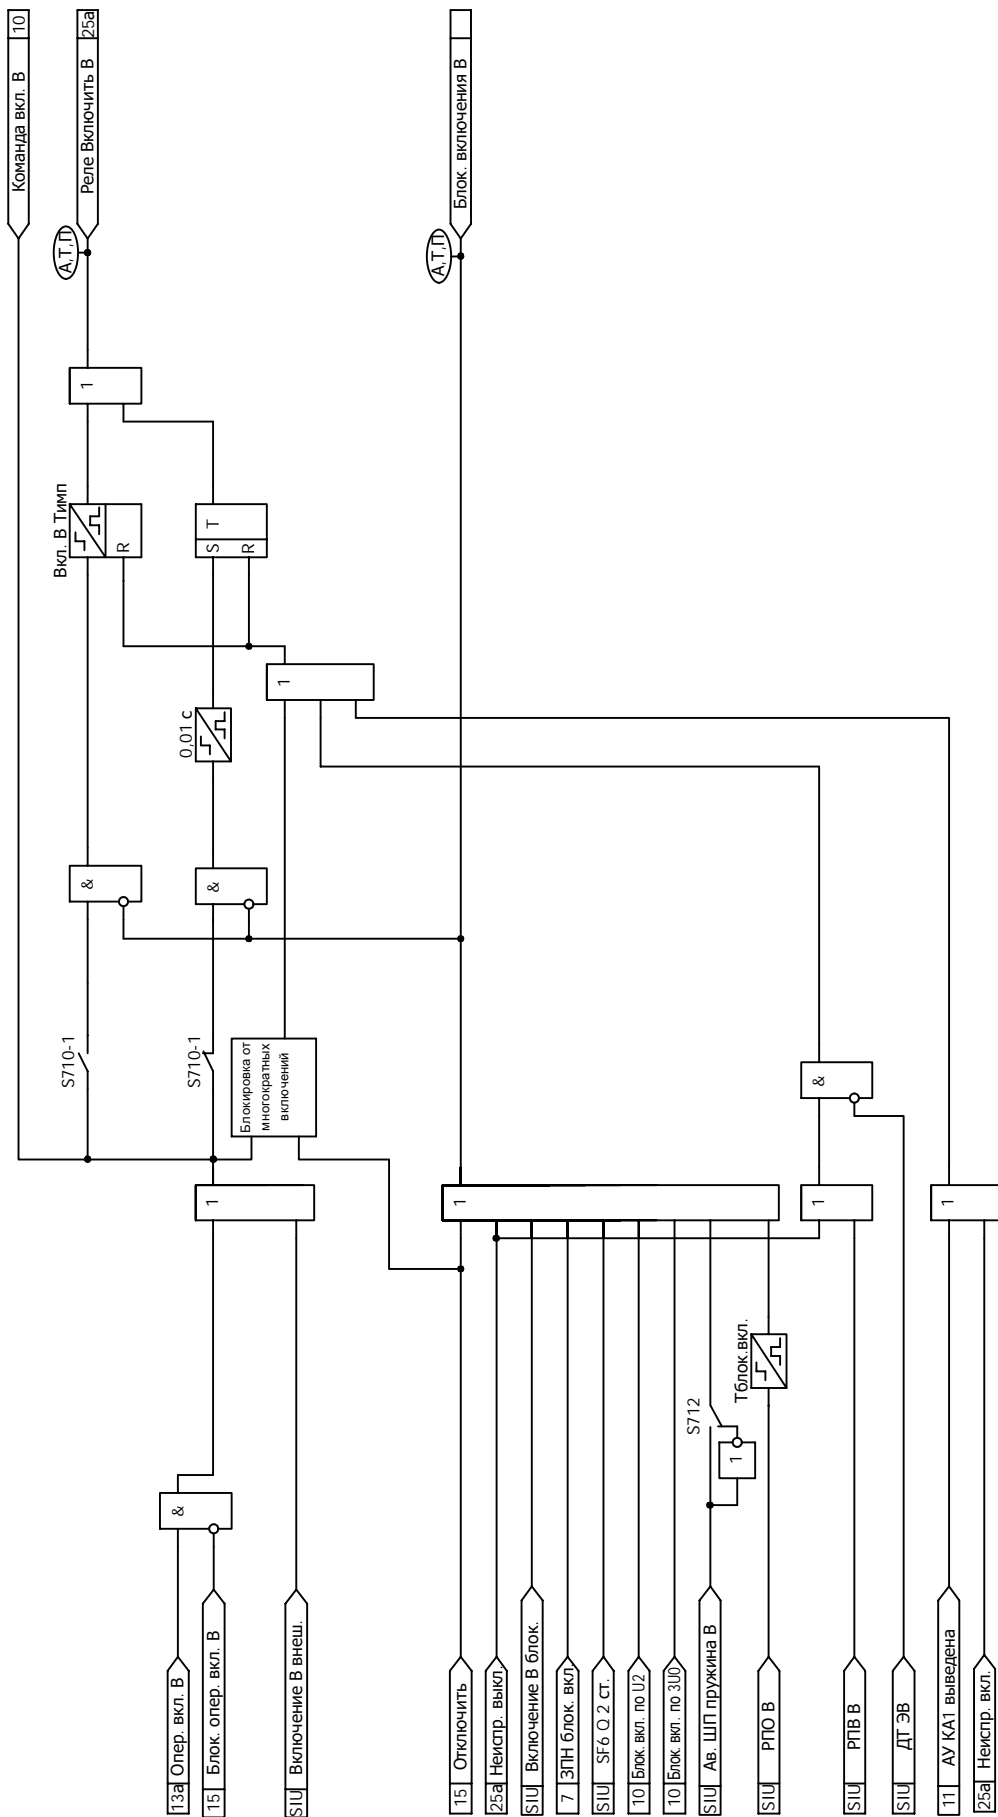 10
Команда вкл. В
25а
Реле Включить В
Блок. включения В
А,Т,П
А,Т,П
1
Вкл. В Тимп
R
S T
R
1
0,01 с
&
&
S710-1
S710-1
Блокировка от
многократных
включений
&
1
1
1
1
Тблок.вкл.
S712
1
&
13а Опер. вкл. В
15 Блок. опер. вкл. В
SIU Включение В внеш.
15 Отключить
25а Неиспр. выкл.
SIU Включение В блок.
7 ЗПН блок. вкл.
SIU SF6 Q 2 ст.
10 Блок. вкл. по U2
10 Блок. вкл. по 3U0
SIU Ав. ШП пружина В
SIU РПО В
SIU РПВ В
SIU ДТ ЭВ
11 АУ КА1 выведена
25а Неиспр. вкл.